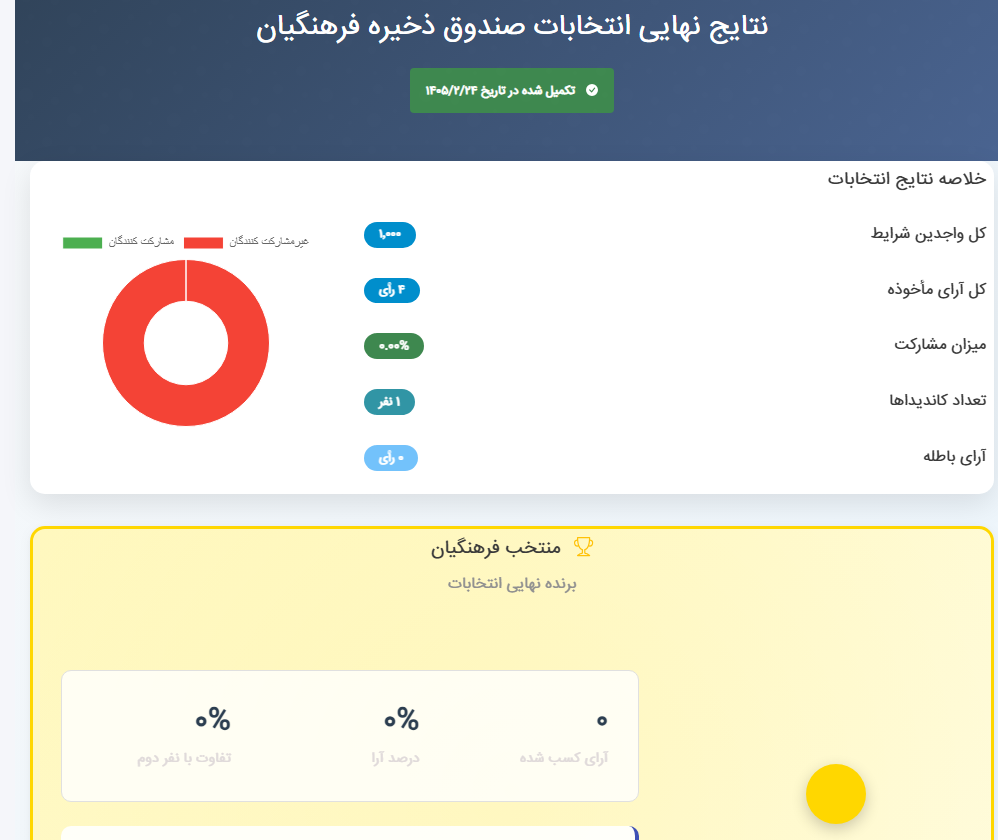 نتایج نهایی انتخابات صندوق ذخیره فرهنگیان
تکمیل شده در تاریخ ۱۴۰۵/۲/۲۴
خلاصه نتایج انتخابات
کل واجدین شرایط ۱,۰۰۰
کل آرای مأخوذه ۴ رأی
میزان مشارکت ۰.۰۰%
تعداد کاندیداها ۱ نفر
آرای باطله ۰ رأی
غیرمشارکت کنندگان مشارکت کنندگان
منتخب فرهنگیان
برنده نهایی انتخابات
۰ ۰% ۰%
آرای کسب شده درصد آرا تفاوت با نفر دوم